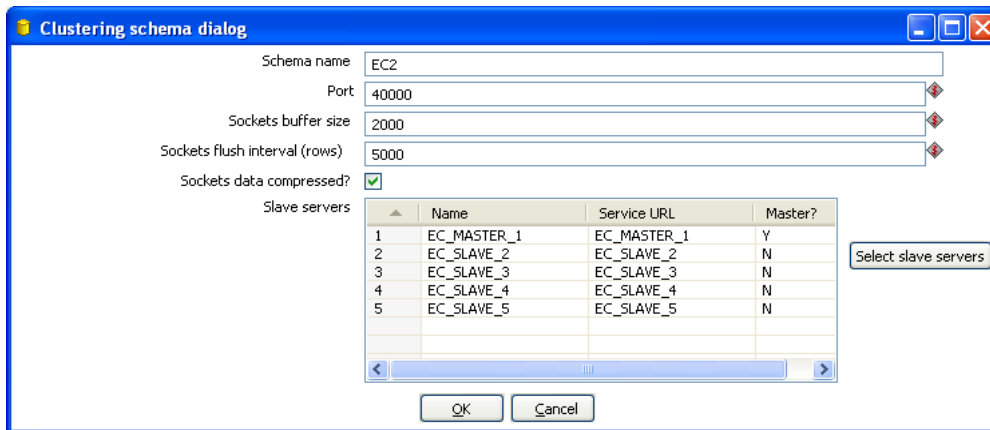 Clustering schema dialog
Schema name EC2
Port 40000
Sockets buffer size 2000
Sockets flush interval (rows) 5000
Sockets data compressed?
Slave servers
Name Service URL Master?
1 EC_MASTER_1 EC_MASTER_1 Y
2 EC_SLAVE_2 EC_SLAVE_2 N
3 EC_SLAVE_3 EC_SLAVE_3 N
4 EC_SLAVE_4 EC_SLAVE_4 N
5 EC_SLAVE_5 EC_SLAVE_5 N
Select slave servers
OK Cancel